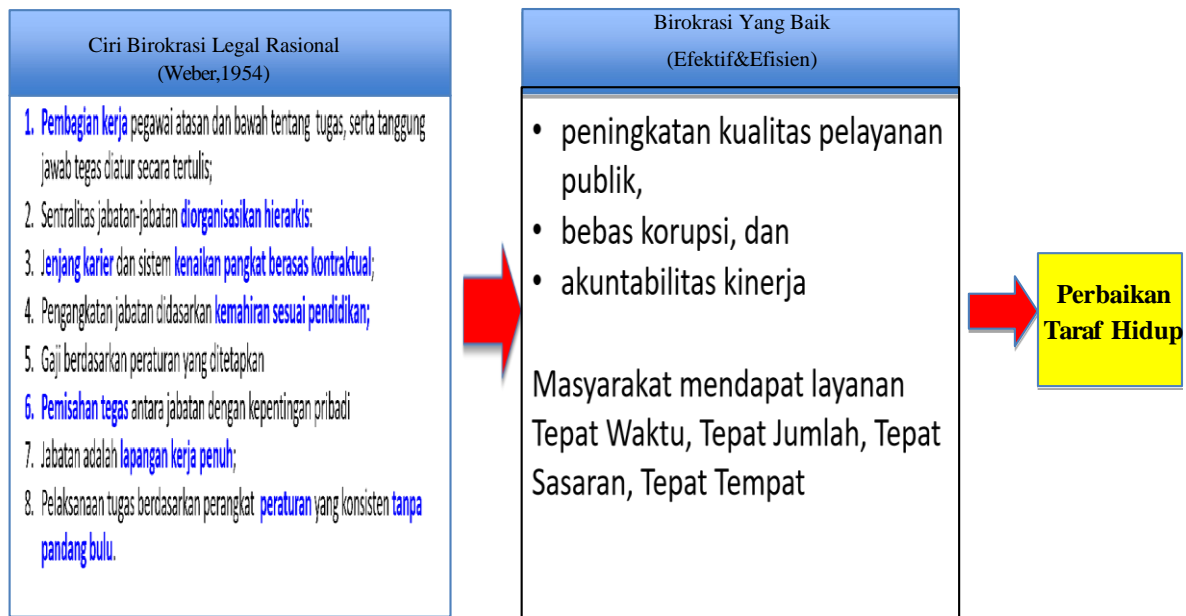 Ciri Birokrasi Legal Rasional
(Weber,1954)
1. Pembagian kerja pegawai atasan dan bawah tentang tugas, serta tanggung
jawab tegas diatur secara tertulis;
2. Sentralitas jabatan-jabatan diorganisasikan hierarkis:
3. Jenjang karier dan sistem kenaikan pangkat berasas kontraktual;
4. Pengangkatan jabatan didasarkan kemahiran sesuai pendidikan;
5. Gaji berdasarkan peraturan yang ditetapkan
6. Pemisahan tegas antara jabatan dengan kepentingan pribadi
7. Jabatan adalah lapangan kerja penuh;
8. Pelaksanaan tugas berdasarkan perangkat peraturan yang konsisten tanpa
pandang bulu.
Birokrasi Yang Baik
(Efektif&Efisien)
• peningkatan kualitas pelayanan
publik,
• bebas korupsi, dan
• akuntabilitas kinerja
Masyarakat mendapat layanan
Tepat Waktu, Tepat Jumlah, Tepat
Sasaran, Tepat Tempat
Perbaikan
Taraf Hidup